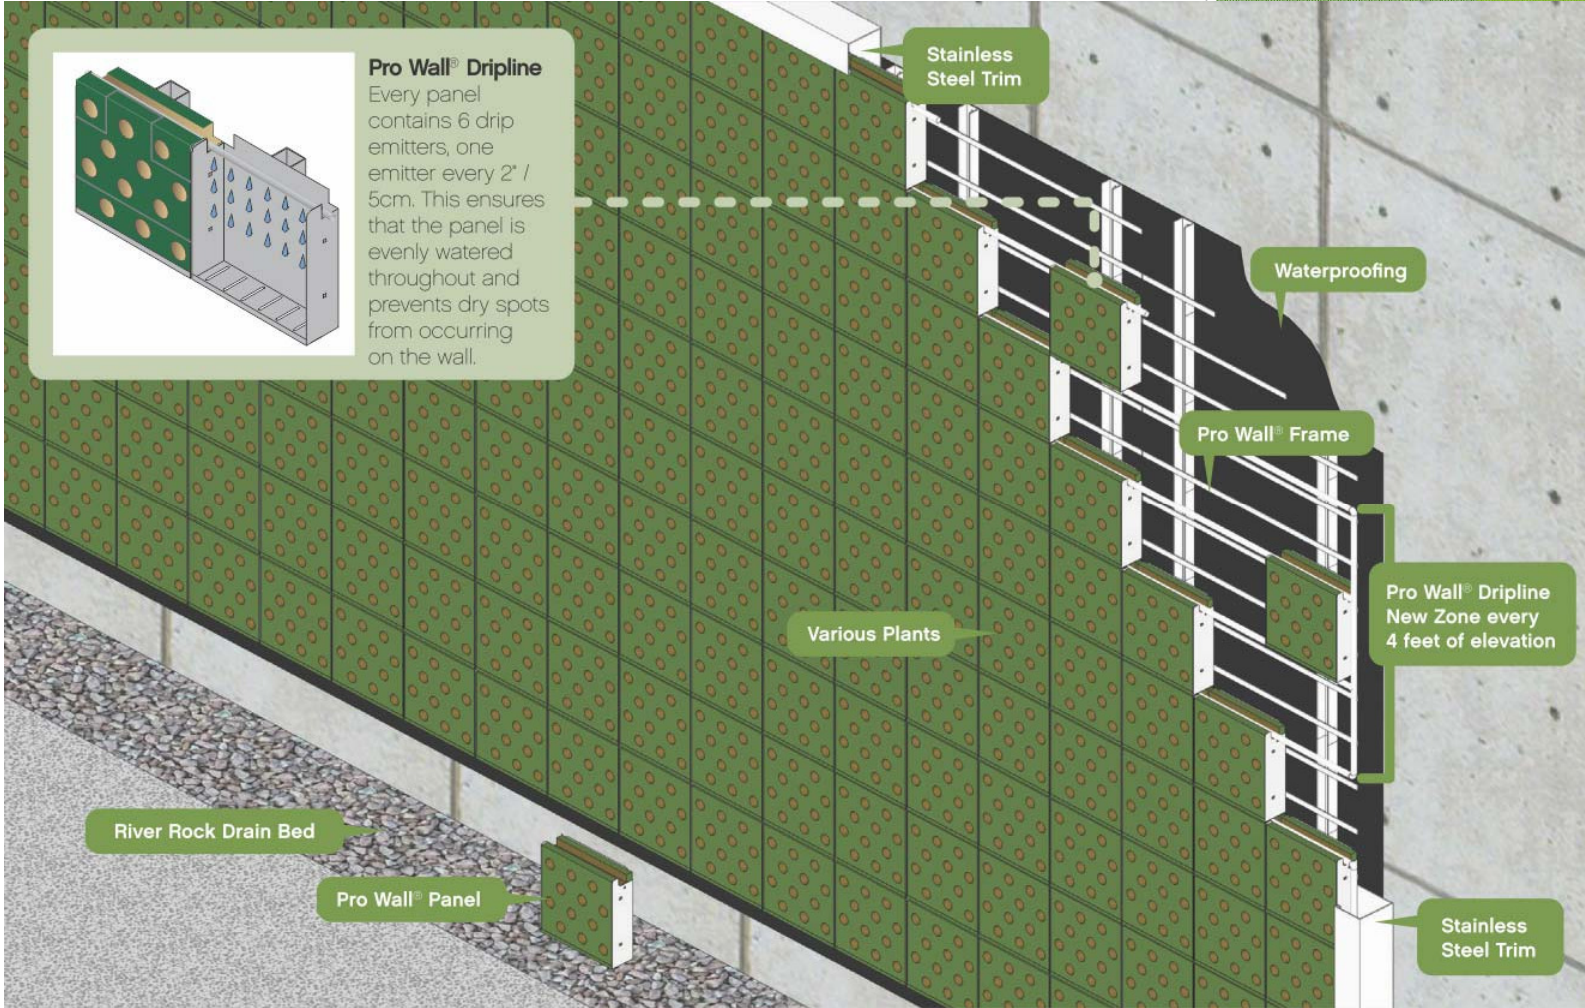 Pro Wall® Dripline
Every panel
contains 6 drip
emitters, one
emitter every 2" /
5cm. This ensures
that the panel is
evenly watered
throughout and
prevents dry spots
from occurring
on the wall.
Stainless
Steel Trim
Waterproofing
Pro Wall® Frame
Pro Wall® Dripline
New Zone every
4 feet of elevation
Various Plants
River Rock Drain Bed
Pro Wall® Panel
Stainless
Steel Trim